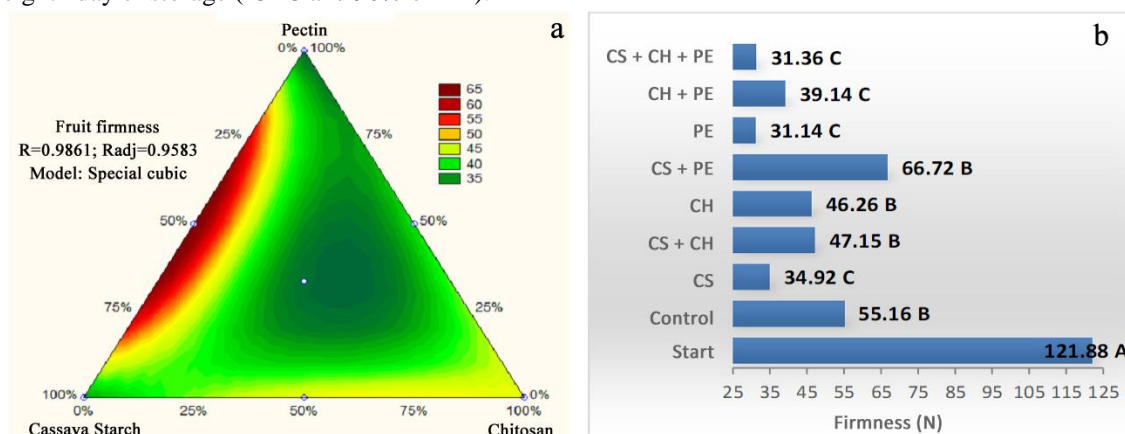 eight day of storage (
Pectin
a
0% 100%
65
60
55
50
45
40
35
Fruit firmness
R=0.9861; Radj=0.9583
Model: Special cubic
25%
75%
50%
50%
75%
25%
100%
0%
0%
25%
50%
75%
100%
Cassava Starch
Chitosan
b
CS + CH + PE
31.36 C
CH + PE
39.14 C
PE
31.14 C
CS + PE
66.72 B
CH
46.26 B
CS + CH
47.15 B
CS
34.92 C
Control
55.16 B
Start
121.88 A
25 35 45 55 65 75 85 95 105 115 125
Firmness (N)